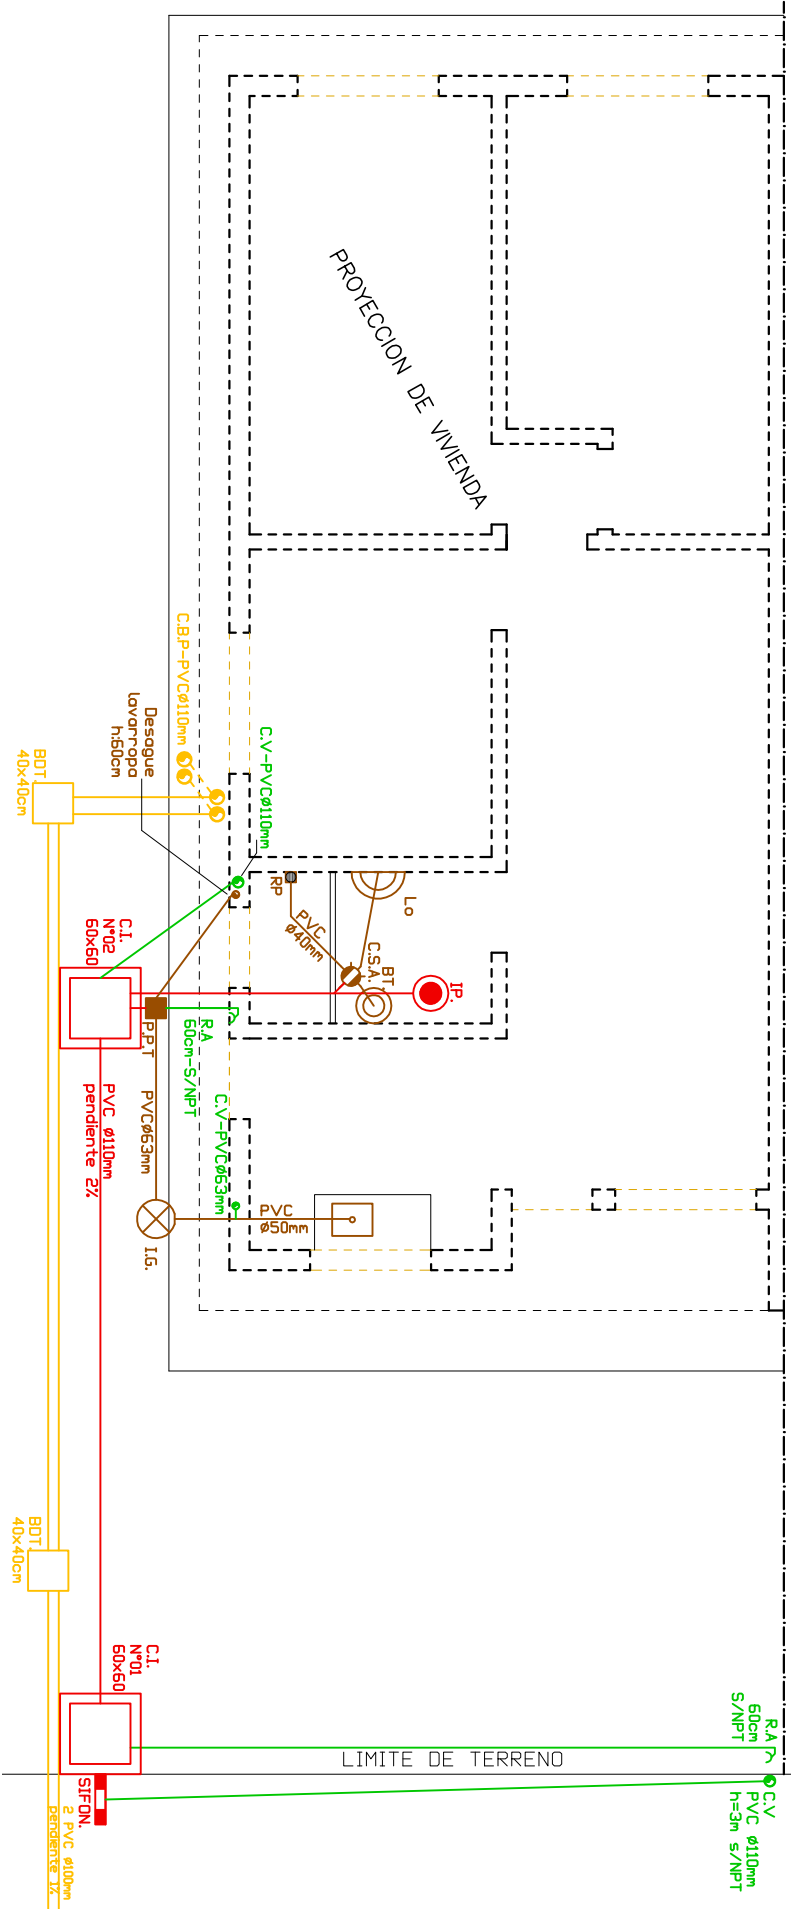 PROYECCION DE VIVIENDA
C.B.P-PVCø110mm
Desague
lavarropa
h:60cm
C.V-PVCø110mm
BDT.
40x40cm
RP
Lo
PVC
ø40mm
BT.
C.S.A.
IP.
C.I.
N°02
60x60
P.P.T
R.A
60cm-S/NPT
PVC ø110mm
pendiente 2%
PVCø63mm
C.V-PVCø63mm
PVC
ø50mm
I.G.
BDT.
40x40cm
C.I.
N°01
60x60
R.A
60cm
S/NPT
LIMITE DE TERRENO
SIFON.
2 PVC ø100mm
pendiente 1%
C.V
PVC ø110mm
h=3m s/NPT